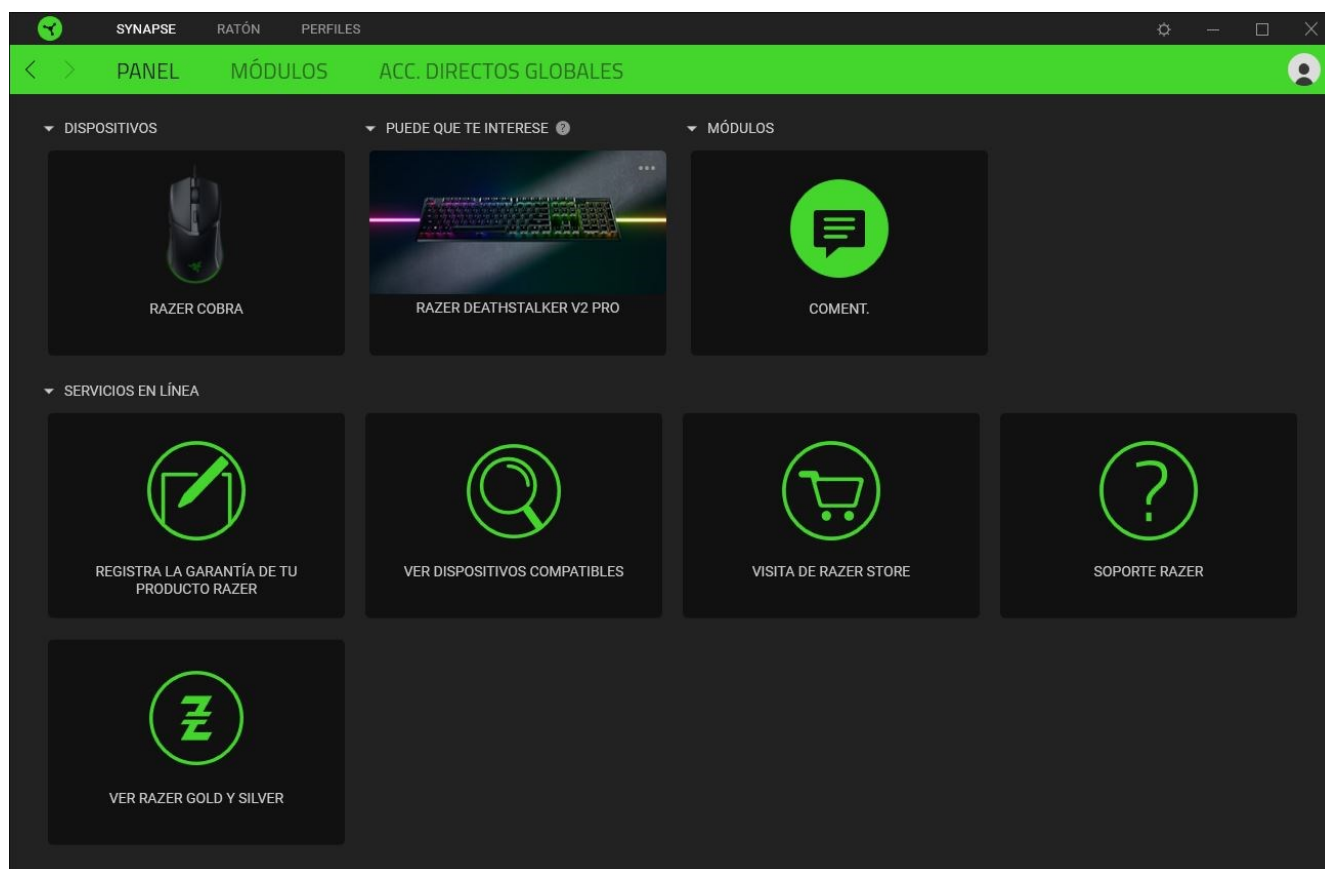 SYNAPSE RATÓN PERFILES
PANEL MÓDULOS ACC. DIRECTOS GLOBALES
DISPOSITIVOS PUEDE QUE TE INTERESE ? MÓDULOS
RAZER COBRA RAZER DEATHSTALKER V2 PRO COMENT.
SERVICIOS EN LÍNEA
REGISTRA LA GARANTÍA DE TU
PRODUCTO RAZER
VER DISPOSITIVOS COMPATIBLES
VISITA DE RAZER STORE
SOPORTE RAZER
VER RAZER GOLD Y SILVER